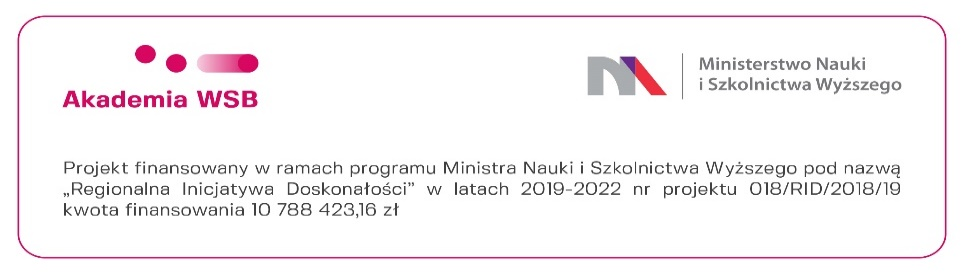 Akademia WSB
Ministerstwo Nauki
i Szkolnictwa Wyższego
Projekt finansowany w ramach programu Ministra Nauki i Szkolnictwa Wyższego pod nazwą
„Regionalna Inicjatywa Doskonałości” w latach 2019-2022 nr projektu 018/RID/2018/19
kwota finansowania 10 788 423,16 zł